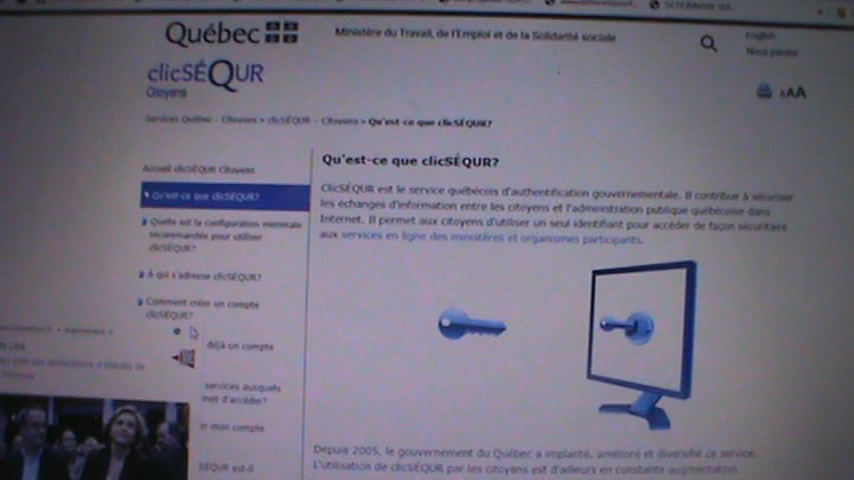 Québec
Ministère du Travail, de l'Emploi et de la Solidarité sociale
English
Nous joindre
clicSÉQUR
Citoyens
AAA
Services Québec - Citoyens > clicSÉQUR - Citoyens > Qu'est-ce que clicSÉQUR?
Accueil clicSÉQUR Citoyens
Qu'est-ce que clicSÉQUR?
Quelle est la configuration minimale
recommandée pour utiliser
clicSÉQUR?
À qui s'adresse clicSÉQUR?
Comment créer un compte
clicSÉQUR?
déjà un compte
services auxquels
met d'accéder?
mon compte
SÉQUR est-il
Qu'est-ce que clicSÉQUR?
ClicSÉQUR est le service québécois d'authentification gouvernementale. Il contribue à sécuriser
les échanges d'information entre les citoyens et l'administration publique québécoise dans
Internet. Il permet aux citoyens d'utiliser un seul identifiant pour accéder de façon sécuritaire
aux services en ligne des ministères et organismes participants.
Depuis 2005, le gouvernement du Québec a implanté, amélioré et diversifié ce service.
L'utilisation de clicSÉQUR par les citoyens est d'ailleurs en constante augmentation.